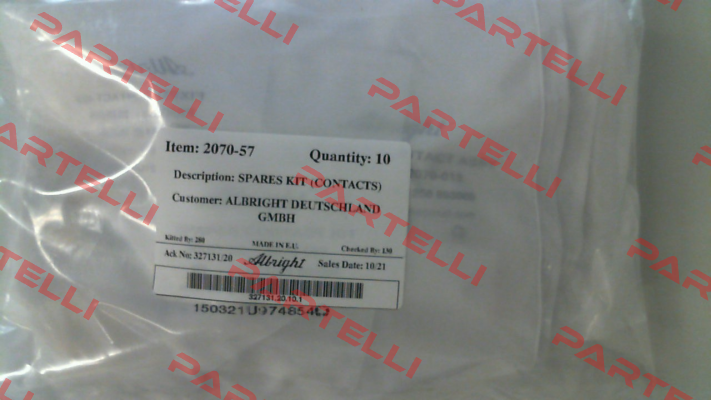 Item: 2070-57 Quantity: 10
Description: SPARES KIT (CONTACTS)
Customer: ALBRIGHT DEUTSCHLAND
GMBH
Kitted By: 280 MADE IN E.U. Checked By: 130
Ack No: 327131/20 Albright Sales Date: 10/21
327131.20.10.1
150321U974854
PARTELLI
PARTELLI
PARTELLI
PARTELLI
PARTELLI
PARTELLI
PARTELLI
PARTELLI